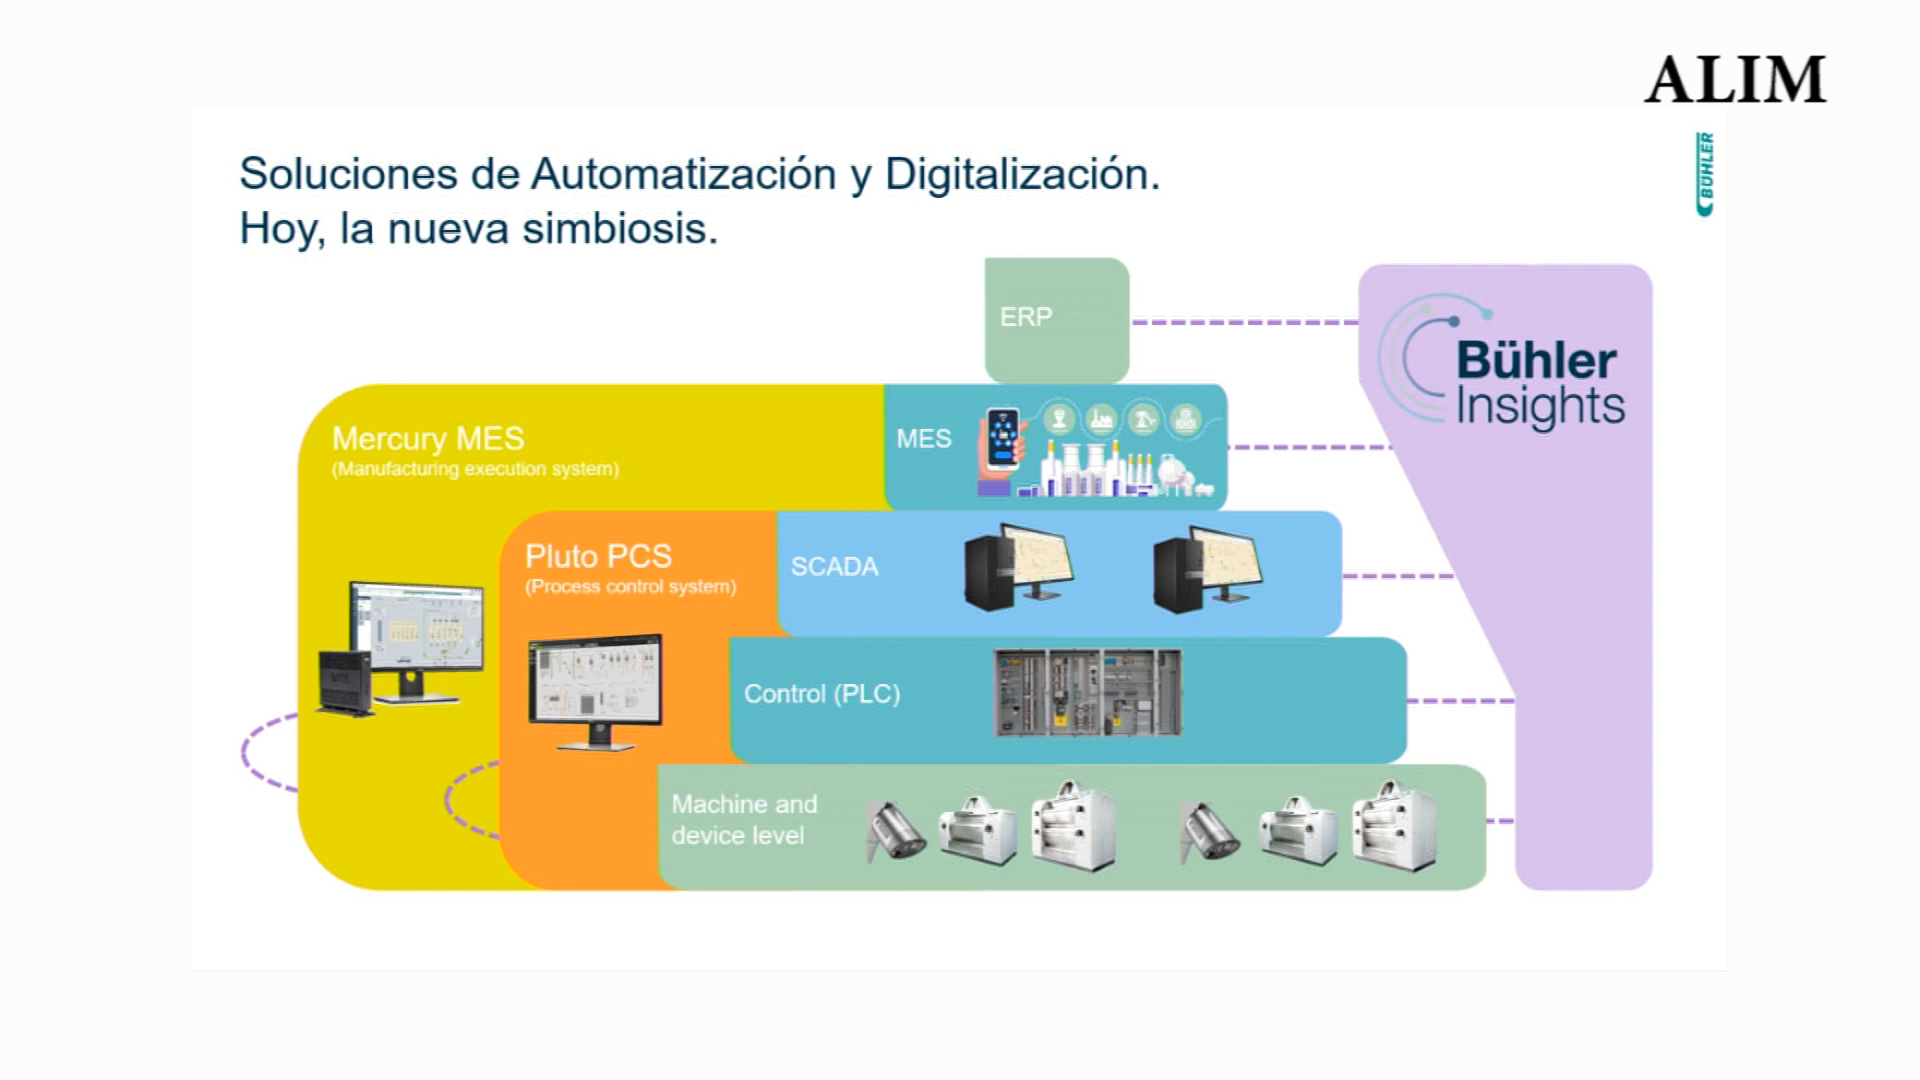 ALIM
BÜHLER
Soluciones de Automatización y Digitalización.
Hoy, la nueva simbiosis.
ERP
Bühler
Insights
Mercury MES
(Manufacturing execution system)
MES
Pluto PCS
(Process control system)
SCADA
Control (PLC)
Machine and
device level